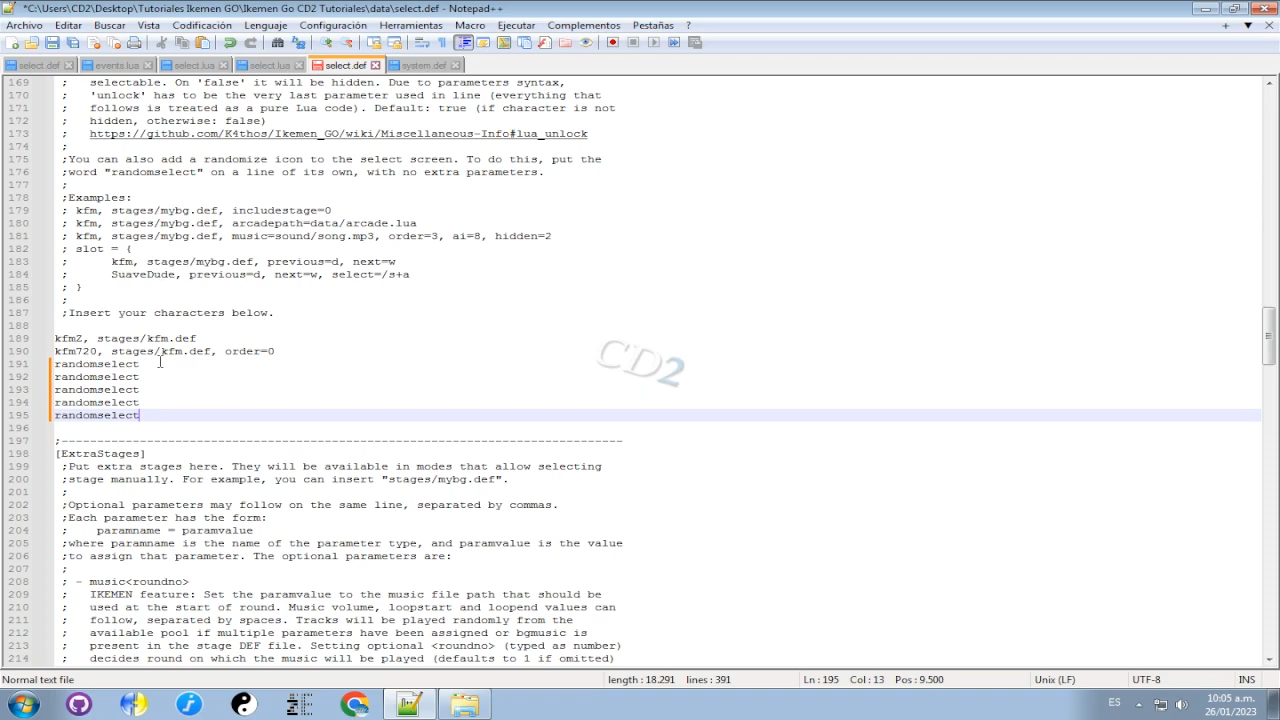 *C:\Users\CD2\Desktop\Tutoriales Ikemen GO\Ikemen Go CD2 Tutoriales\data\select.def - Notepad++
Archivo Editar Buscar Vista Codificación Lenguaje Configuración Herramientas Macro Ejecutar Complementos Pestañas ?
select.def events.lua select.lua select.lua select.def system.def
169 ; selectable. On 'false' it will be hidden. Due to parameters syntax,
170 ; 'unlock' has to be the very last parameter used in line (everything that
171 ; follows is treated as a pure Lua code). Default: true (if character is not
172 ; hidden, otherwise: false)
173 ; https://github.com/K4thos/Ikemen_GO/wiki/Miscellaneous-Info#lua_unlock
174 ;
175 ;You can also add a randomize icon to the select screen. To do this, put the
176 ;word "randomselect" on a line of its own, with no extra parameters.
177 ;
178 ;Examples:
179 ; kfm, stages/mybg.def, includestage=0
180 ; kfm, stages/mybg.def, arcadepath=data/arcade.lua
181 ; kfm, stages/mybg.def, music=sound/song.mp3, order=3, ai=8, hidden=2
182 ; slot = {
183 ; kfm, stages/mybg.def, previous=d, next=w
184 ; SuaveDude, previous=d, next=w, select=/s+a
185 ; }
186 ;
187 ;Insert your characters below.
188
189 kfmZ, stages/kfm.def
190 kfm720, stages/kfm.def, order=0
191 randomselect
192 randomselect
193 randomselect
194 randomselect
195 randomselect
196
197 ;-------------------------------------------------------------------------------
198 [ExtraStages]
199 ;Put extra stages here. They will be available in modes that allow selecting
200 ;stage manually. For example, you can insert "stages/mybg.def".
201 ;
202 ;Optional parameters may follow on the same line, separated by commas.
203 ;Each parameter has the form:
204 ; paramname = paramvalue
205 ;where paramname is the name of the parameter type, and paramvalue is the value
206 ;to assign that parameter. The optional parameters are:
207 ;
208 ; - music<roundno>
209 ; IKEMEN feature: Set the paramvalue to the music file path that should be
210 ; used at the start of round. Music volume, loopstart and loopend values can
211 ; follow, separated by spaces. Tracks will be played randomly from the
212 ; available pool if multiple parameters have been assigned or bgmusic is
213 ; present in the stage DEF file. Setting optional <roundno> (typed as number)
214 ; decides round on which the music will be played (defaults to 1 if omitted)
CD2
Normal text file length : 18.291 lines : 391 Ln : 195 Col : 13 Pos : 9.500 Unix (LF) UTF-8 INS
ES 10:05 a.m.
26/01/2023